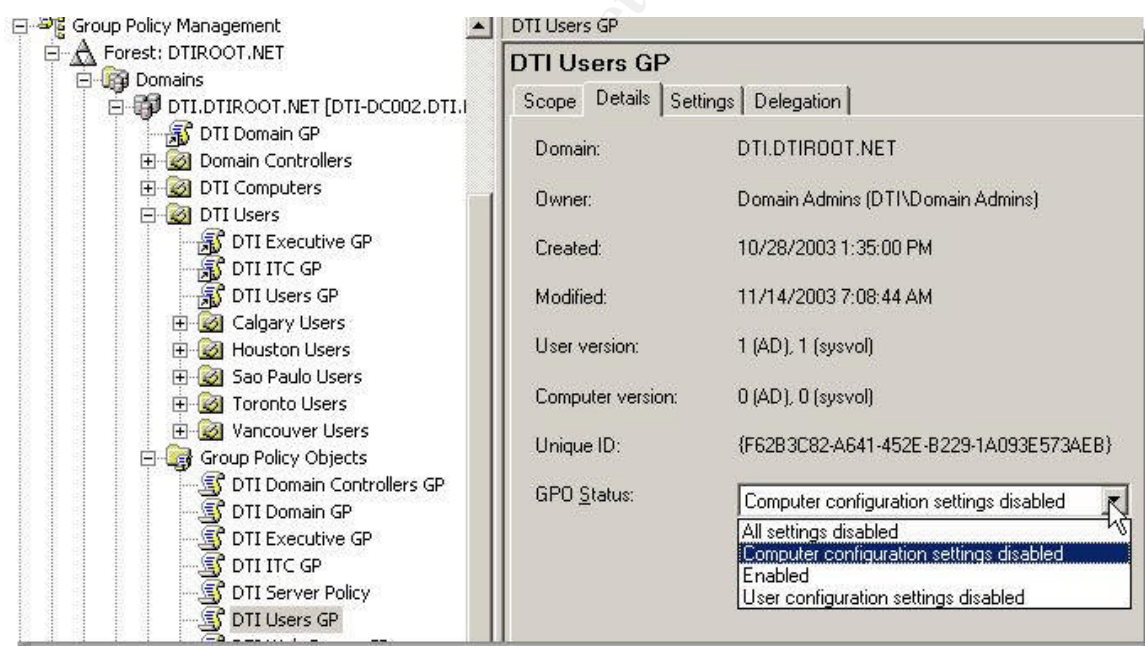 Group Policy Management
Forest: DTIROOT.NET
Domains
DTI.DTIROOT.NET [DTI-DC002.DTI.
DTI Domain GP
Domain Controllers
DTI Computers
DTI Users
DTI Executive GP
DTI ITC GP
DTI Users GP
Calgary Users
Houston Users
Sao Paulo Users
Toronto Users
Vancouver Users
Group Policy Objects
DTI Domain Controllers GP
DTI Domain GP
DTI Executive GP
DTI ITC GP
DTI Server Policy
DTI Users GP
DTI Users GP
DTI Users GP
Scope Details Settings Delegation
Domain: DTI.DTIROOT.NET
Owner: Domain Admins (DTI\Domain Admins)
Created: 10/28/2003 1:35:00 PM
Modified: 11/14/2003 7:08:44 AM
User version: 1 (AD), 1 (sysvol)
Computer version: 0 (AD), 0 (sysvol)
Unique ID: {F62B3C82-A641-452E-B229-1A093E573AEB}
GPO Status: Computer configuration settings disabled
All settings disabled
Computer configuration settings disabled
Enabled
User configuration settings disabled